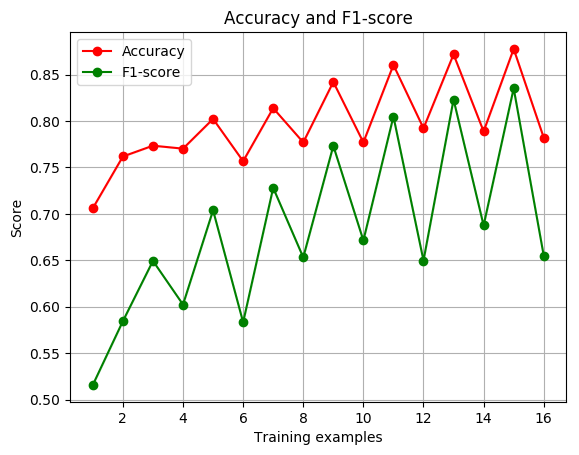 Accuracy and F1-score
Accuracy
F1-score
0.85
0.80
0.75
0.70
0.65
0.60
0.55
0.50
Score
2 4 6 8 10 12 14 16
Training examples